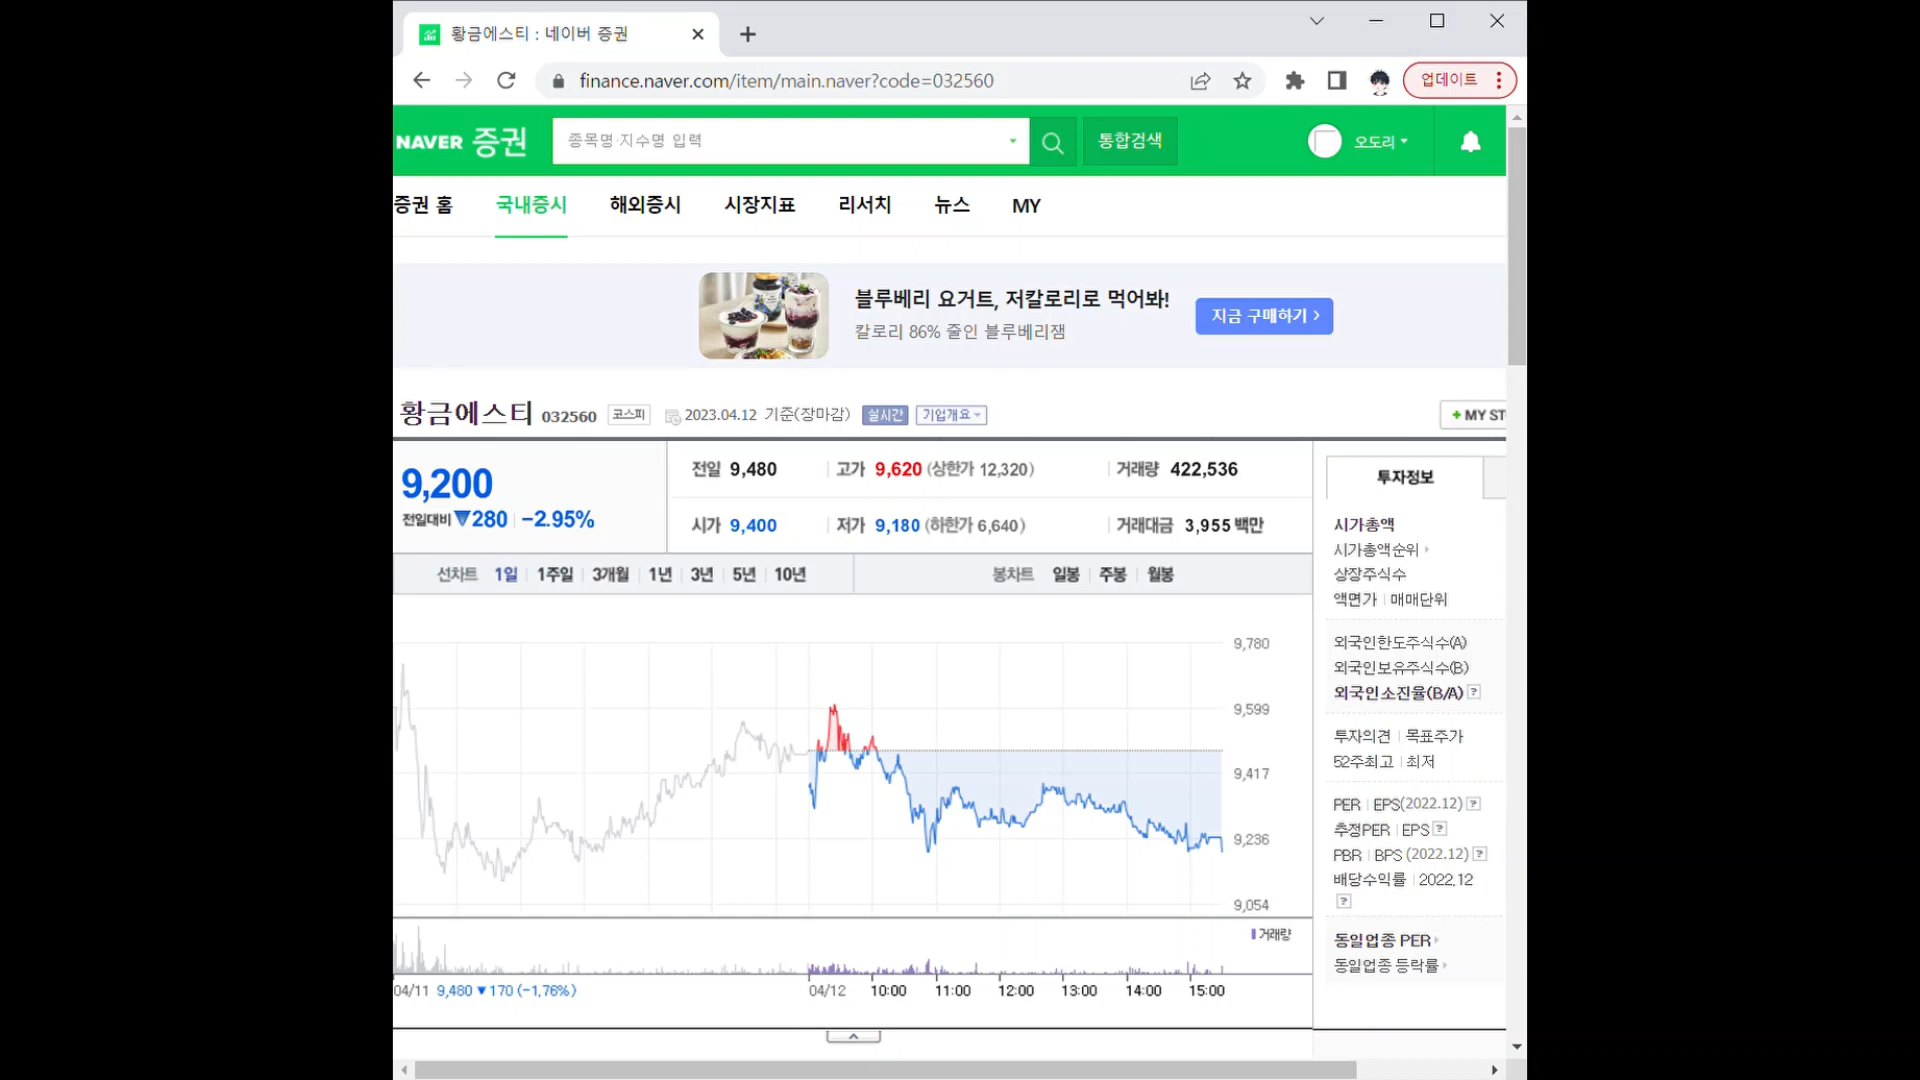 황금에스티 : 네이버 증권
finance.naver.com/item/main.naver?code=032560
업데이트
NAVER 증권
종목명·지수명 입력
통합검색
오도리
증권 홈 국내증시 해외증시 시장지표 리서치 뉴스 MY
블루베리 요거트, 저칼로리로 먹어봐!
칼로리 86% 줄인 블루베리잼
지금 구매하기
황금에스티 032560 코스피 2023.04.12 기준(장마감) 실시간 기업개요
+ MY ST
9,200
전일대비 ▼280 | -2.95%
전일 9,480 | 고가 9,620 (상한가 12,320) | 거래량 422,536
시가 9,400 | 저가 9,180 (하한가 6,640) | 거래대금 3,955 백만
선차트 1일 | 1주일 | 3개월 | 1년 | 3년 | 5년 | 10년
봉차트 일봉 | 주봉 | 월봉
9,780
9,599
9,417
9,236
9,054
거래량
04/11 9,480 ▼170 (-1,76%)
04/12 10:00 11:00 12:00 13:00 14:00 15:00
투자정보
시가총액
시가총액순위
상장주식수
액면가 | 매매단위
외국인한도주식수(A)
외국인보유주식수(B)
외국인소진율(B/A) ?
투자의견 | 목표주가
52주최고 | 최저
PER | EPS(2022.12) ?
추정PER | EPS ?
PBR | BPS (2022.12) ?
배당수익률 | 2022.12
?
동일업종 PER
동일업종 등락률